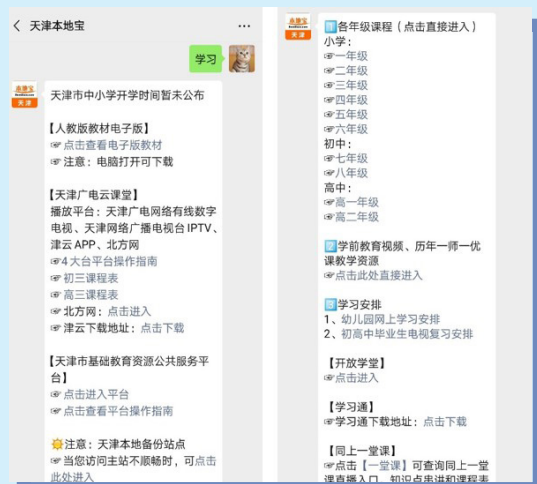 天津本地宝
学习
天津市中小学开学时间暂未公布
【人教版教材电子版】
☞点击查看电子版教材
☞注意：电脑打开可下载
【天津广电云课堂】
播放平台：天津广电网络有线数字
电视、天津网络广播电视台IPTV、
津云APP、北方网
☞4大台平台操作指南
☞初三课程表
☞高三课程表
☞北方网：点击进入
☞津云下载地址：点击下载
【天津市基础教育资源公共服务平
台】
☞点击进入平台
☞点击查看平台操作指南
注意：天津本地备份站点
☞当您访问主站不顺畅时，可点击
此处进入
本地宝
天津
1各年级课程（点击直接进入）
小学：
☞一年级
☞二年级
☞三年级
☞四年级
☞五年级
☞六年级
初中：
☞七年级
☞八年级
高中：
☞高一年级
☞高二年级
2学前教育视频、历年一师一优
课教学资源
☞点击此处直接进入
3学习安排
1、幼儿园网上学习安排
2、初高中毕业生电视复习安排
【开放学堂】
☞点击进入
【学习通】
☞学习通下载地址：点击下载
【同上一堂课】
☞点击【一堂课】可查询同上一堂
课直播入口、知识点串讲和课程表